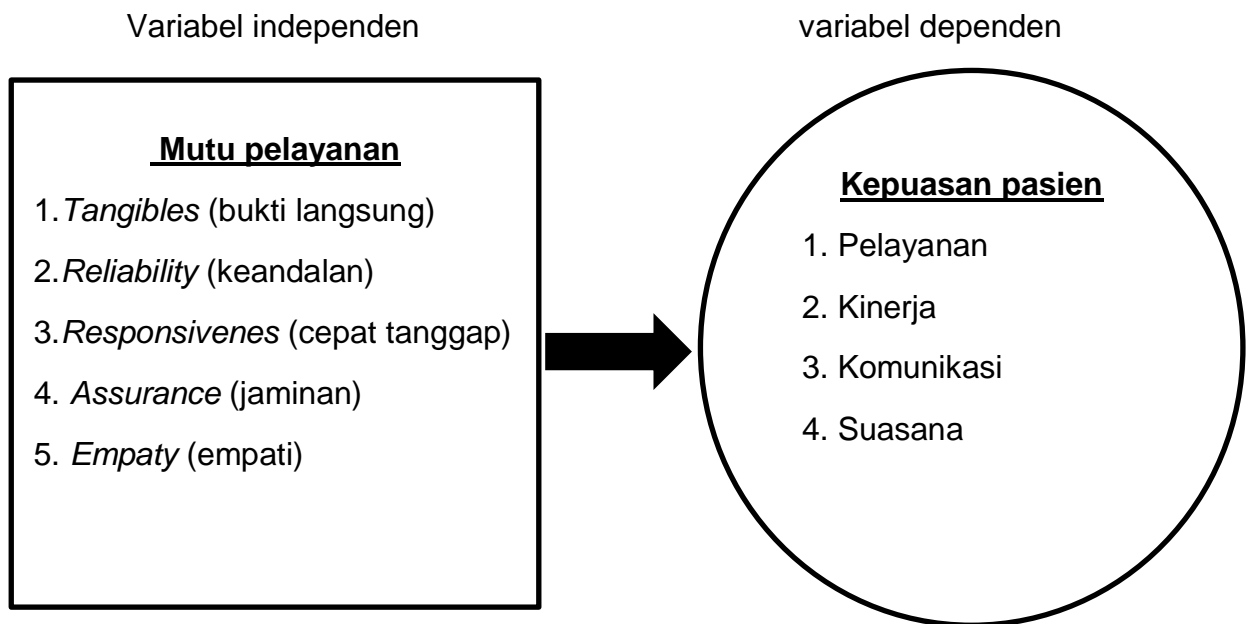 Variabel independen
variabel dependen
Mutu pelayanan
1. Tangibles (bukti langsung)
2. Reliability (keandalan)
3. Responsivenes (cepat tanggap)
4. Assurance (jaminan)
5. Empaty (empati)
Kepuasan pasien
1. Pelayanan
2. Kinerja
3. Komunikasi
4. Suasana